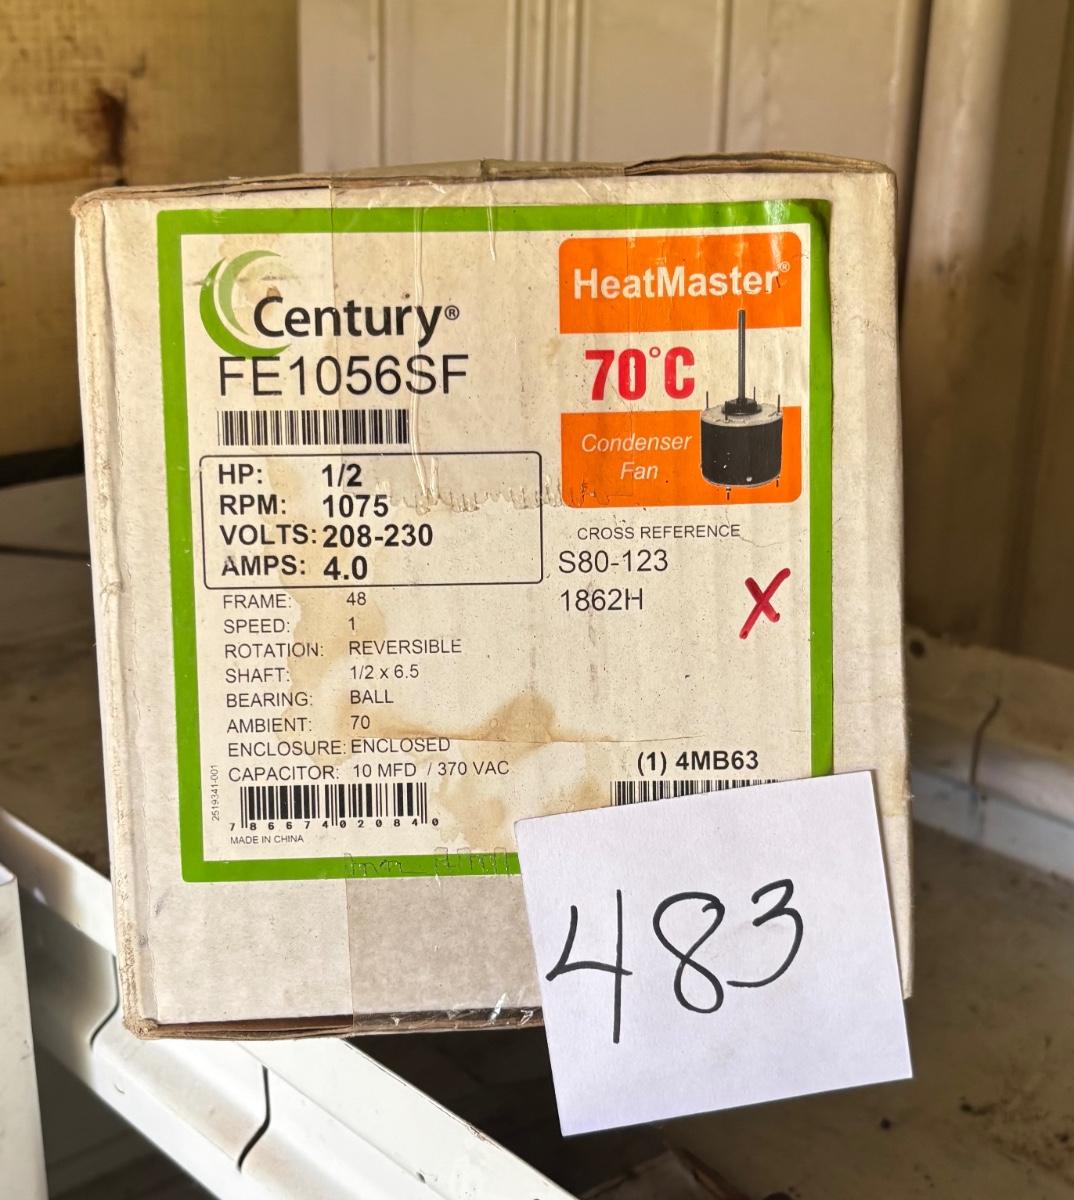 Century®
FE1056SF
HeatMaster®
70°C
Condenser
Fan
HP: 1/2
RPM: 1075
VOLTS: 208-230
AMPS: 4.0
FRAME: 48
SPEED: 1
ROTATION: REVERSIBLE
SHAFT: 1/2 x 6.5
BEARING: BALL
AMBIENT: 70
ENCLOSURE: ENCLOSED
CAPACITOR: 10 MFD / 370 VAC
2519341-001
7 86674 02084 0
MADE IN CHINA
CROSS REFERENCE
S80-123
1862H
X
(1) 4MB63
483